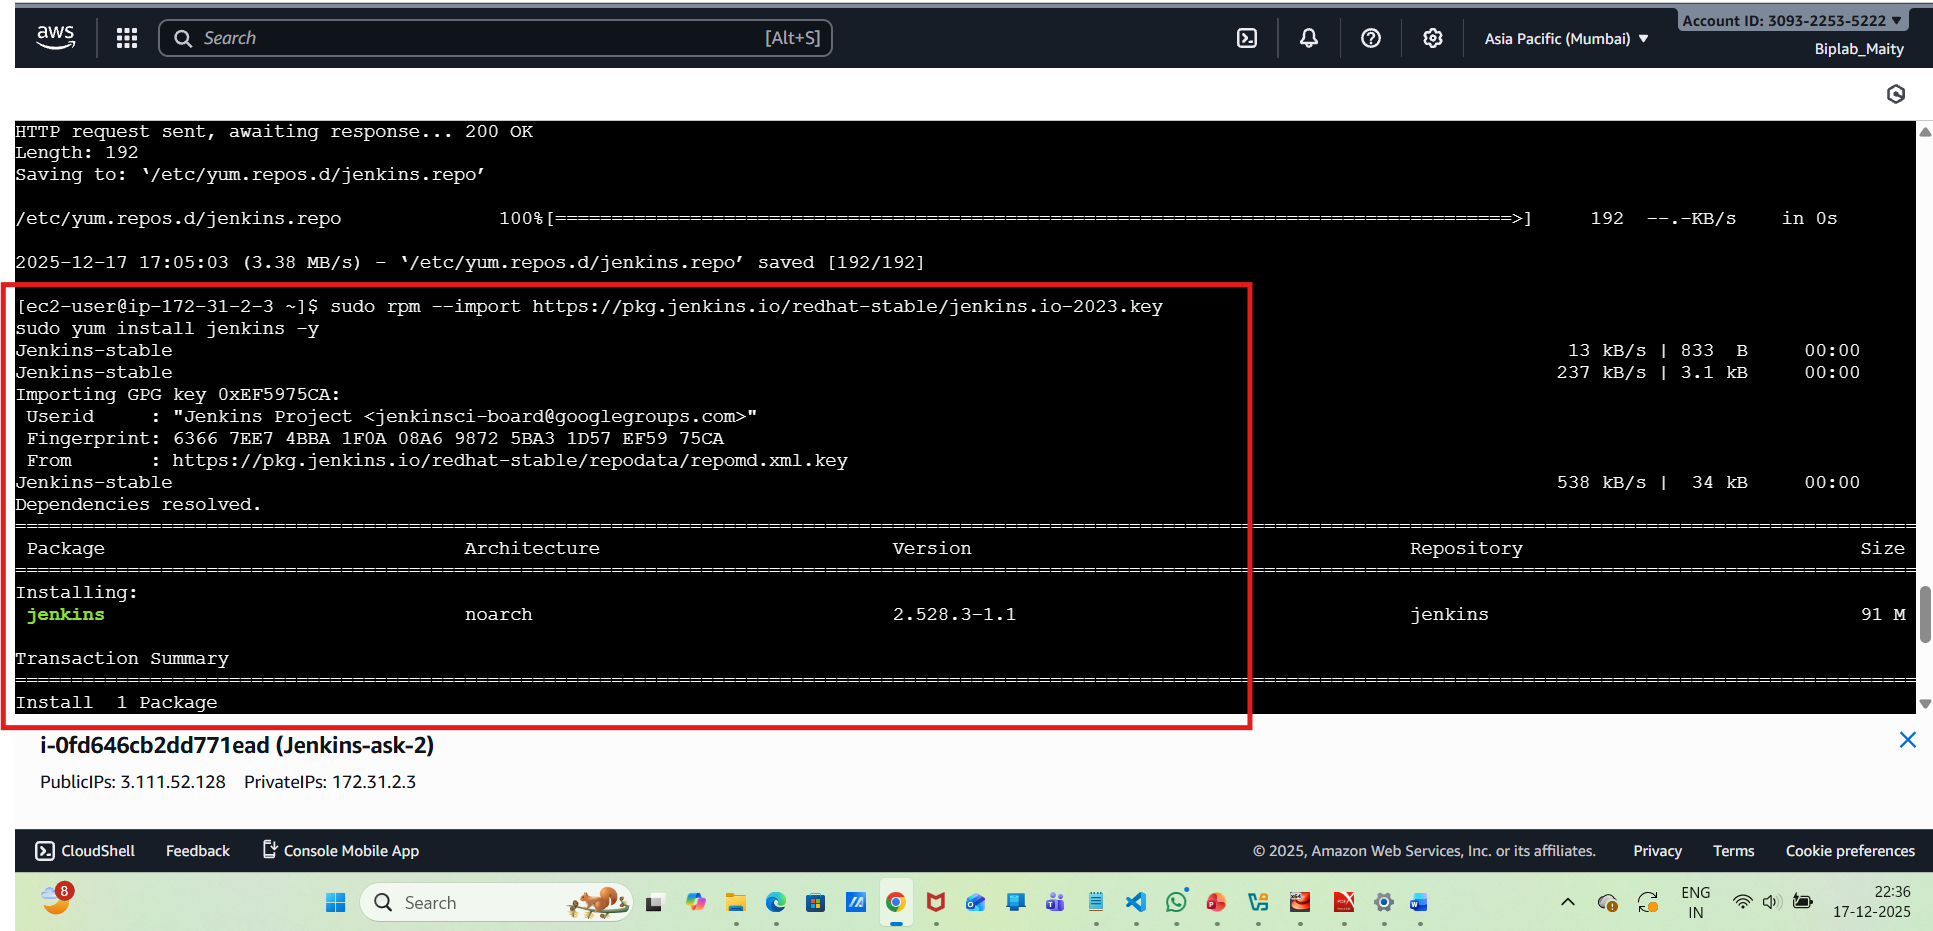 aws
Search [Alt+S]
Asia Pacific (Mumbai) ▼
Account ID: 3093-2253-5222 ▼
Biplab_Maity
HTTP request sent, awaiting response... 200 OK
Length: 192
Saving to: ‘/etc/yum.repos.d/jenkins.repo’
/etc/yum.repos.d/jenkins.repo 100%[=====================================================================================>] 192 --.-KB/s in 0s
2025-12-17 17:05:03 (3.38 MB/s) - ‘/etc/yum.repos.d/jenkins.repo’ saved [192/192]
[ec2-user@ip-172-31-2-3 ~]$ sudo rpm --import https://pkg.jenkins.io/redhat-stable/jenkins.io-2023.key
sudo yum install jenkins -y
Jenkins-stable 13 kB/s | 833 B 00:00
Jenkins-stable 237 kB/s | 3.1 kB 00:00
Importing GPG key 0xEF5975CA:
Userid : "Jenkins Project <jenkinsci-board@googlegroups.com>"
Fingerprint: 6366 7EE7 4BBA 1F0A 08A6 9872 5BA3 1D57 EF59 75CA
From : https://pkg.jenkins.io/redhat-stable/repodata/repomd.xml.key
Jenkins-stable 538 kB/s | 34 kB 00:00
Dependencies resolved.
Package Architecture Version Repository Size
Installing:
jenkins noarch 2.528.3-1.1 jenkins 91 M
Transaction Summary
Install 1 Package
i-0fd646cb2dd771ead (Jenkins-ask-2)
PublicIPs: 3.111.52.128 PrivateIPs: 172.31.2.3
CloudShell Feedback Console Mobile App © 2025, Amazon Web Services, Inc. or its affiliates. Privacy Terms Cookie preferences
8
Search
ENG
IN
22:36
17-12-2025